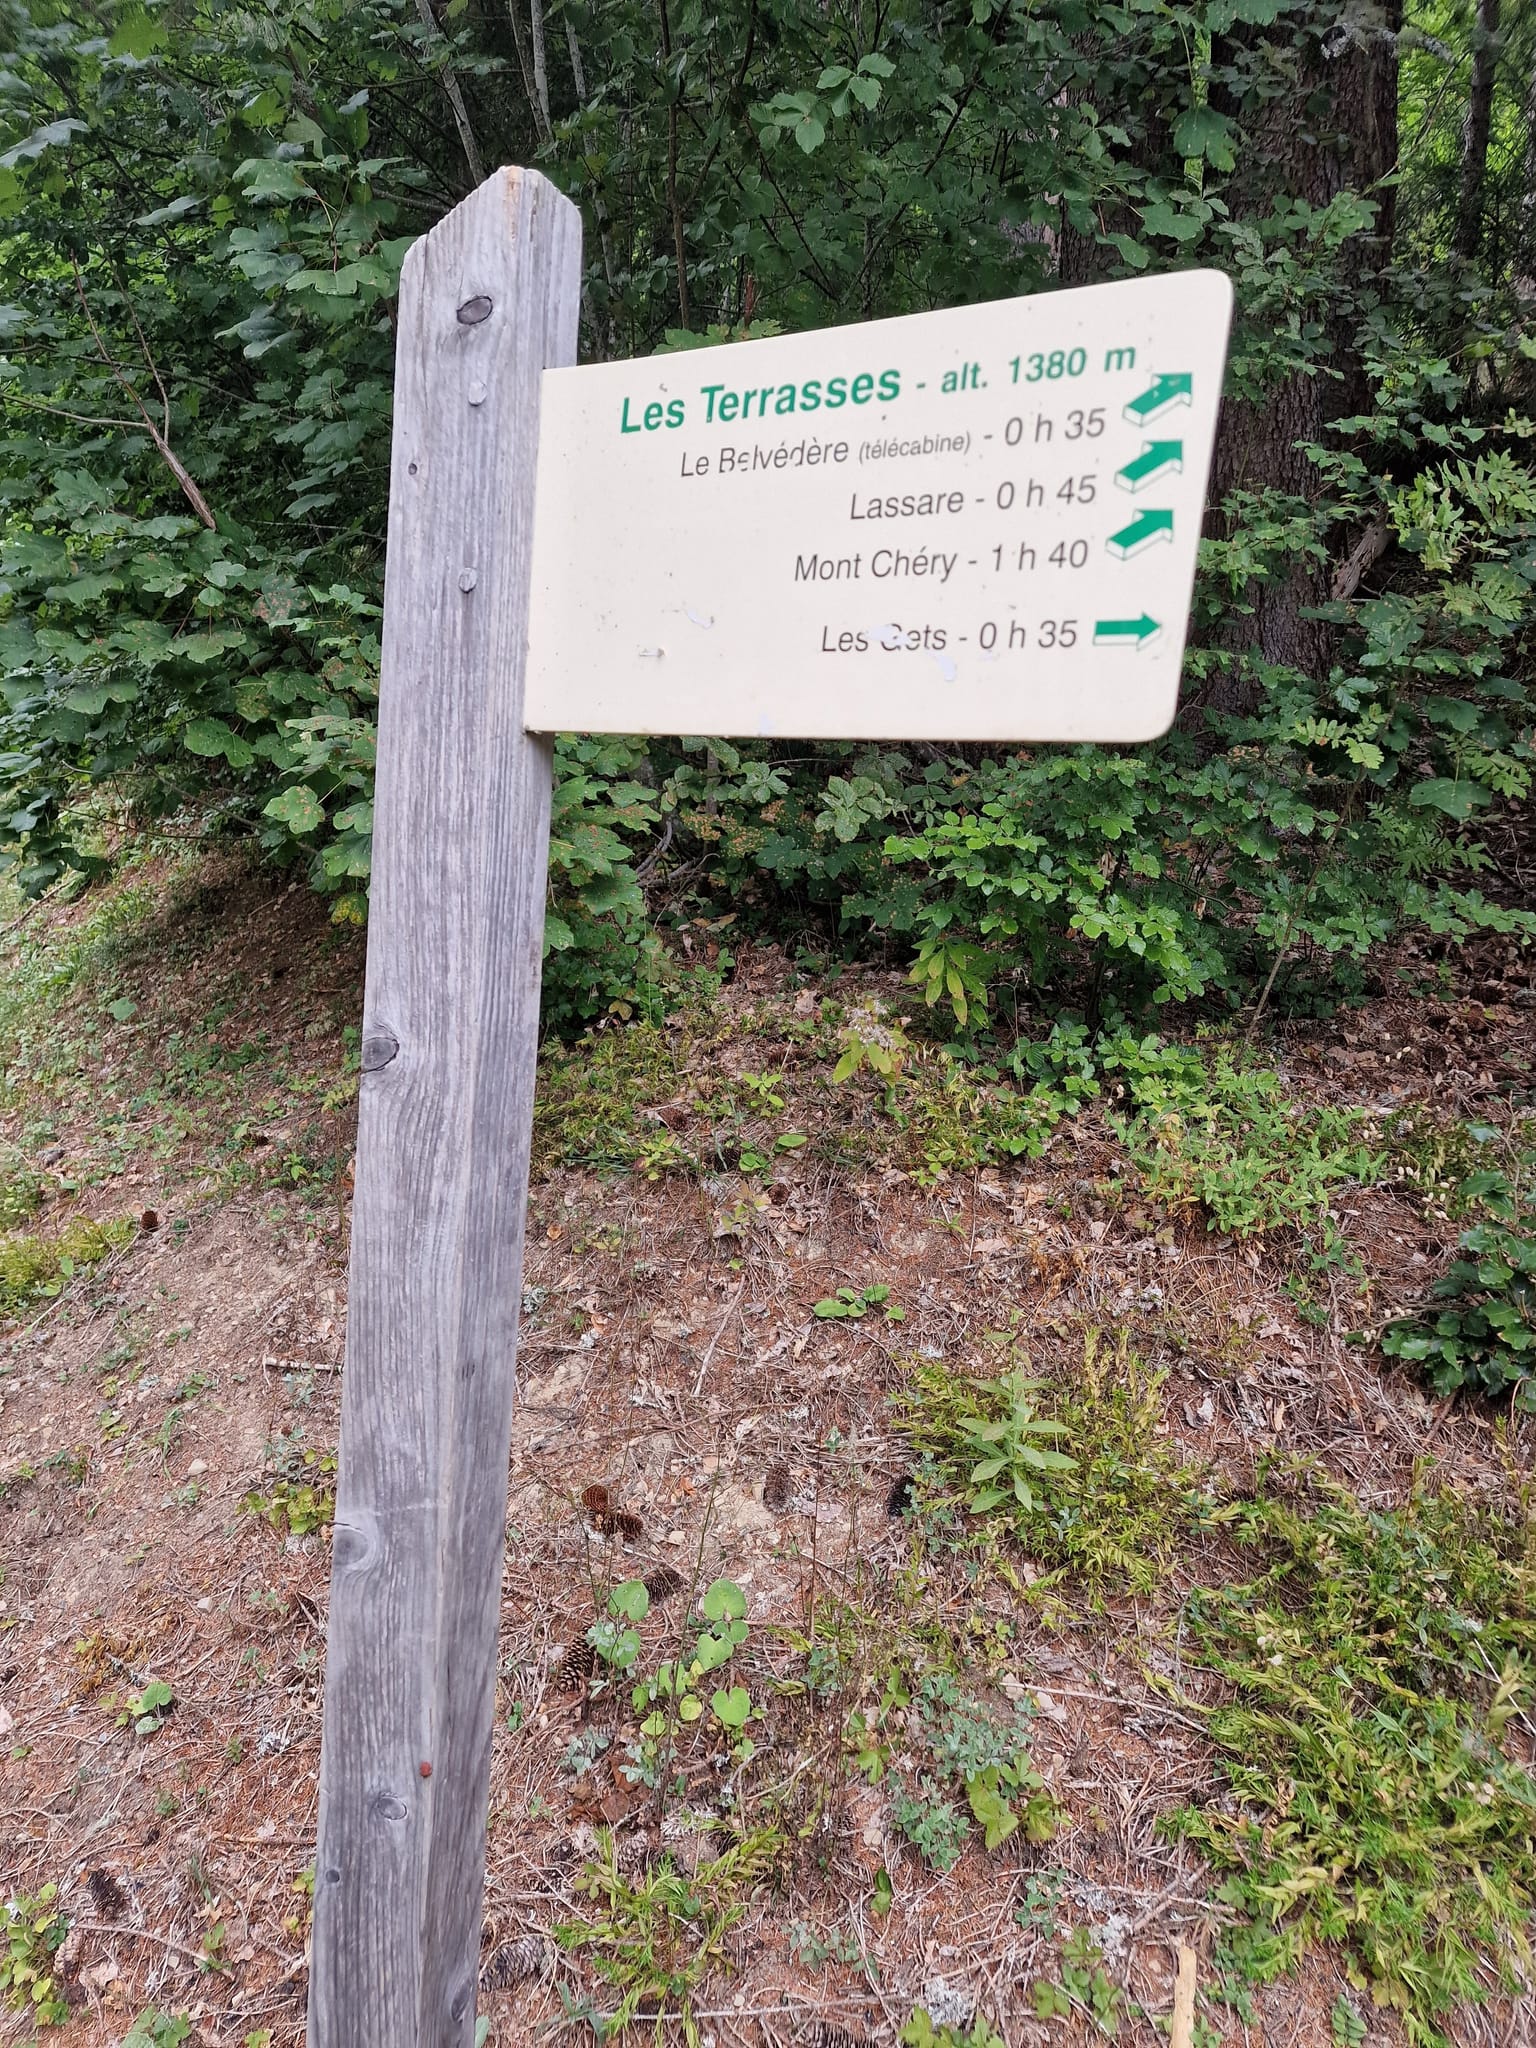 Les Terrasses - alt. 1380 m
Le Belvédère (télécabine) - 0 h 35
Lassare - 0 h 45
Mont Chéry - 1 h 40
Les Gets - 0 h 35